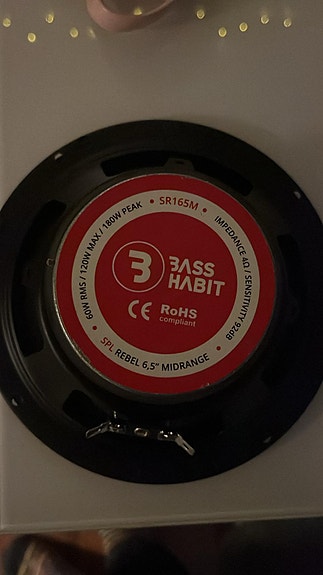 • SR165M •
60W RMS / 120W MAX / 180W PEAK
IMPEDANCE 4Ω / SENSITIVITY 92dB
B BASS
HABIT
CE RoHS
compliant
• SPL REBEL 6,5" MIDRANGE •